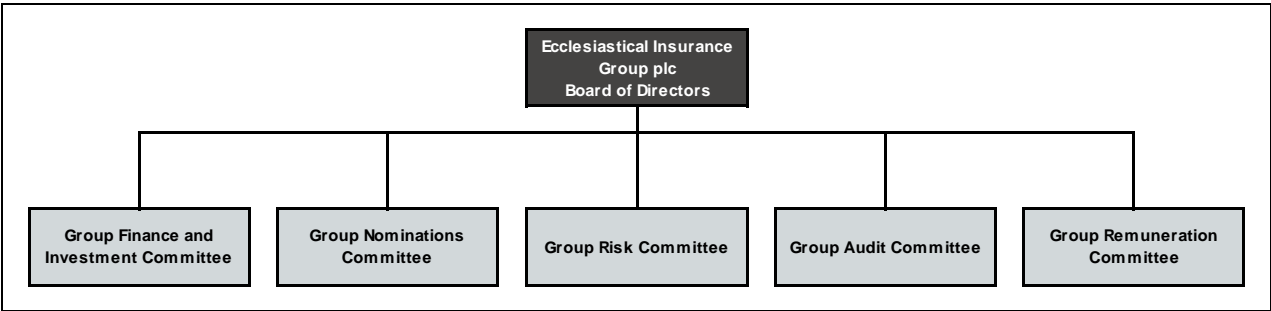 Ecclesiastical Insurance
Group plc
Board of Directors
Group Finance and
Investment Committee
Group Nominations
Committee
Group Risk Committee
Group Audit Committee
Group Remuneration
Committee